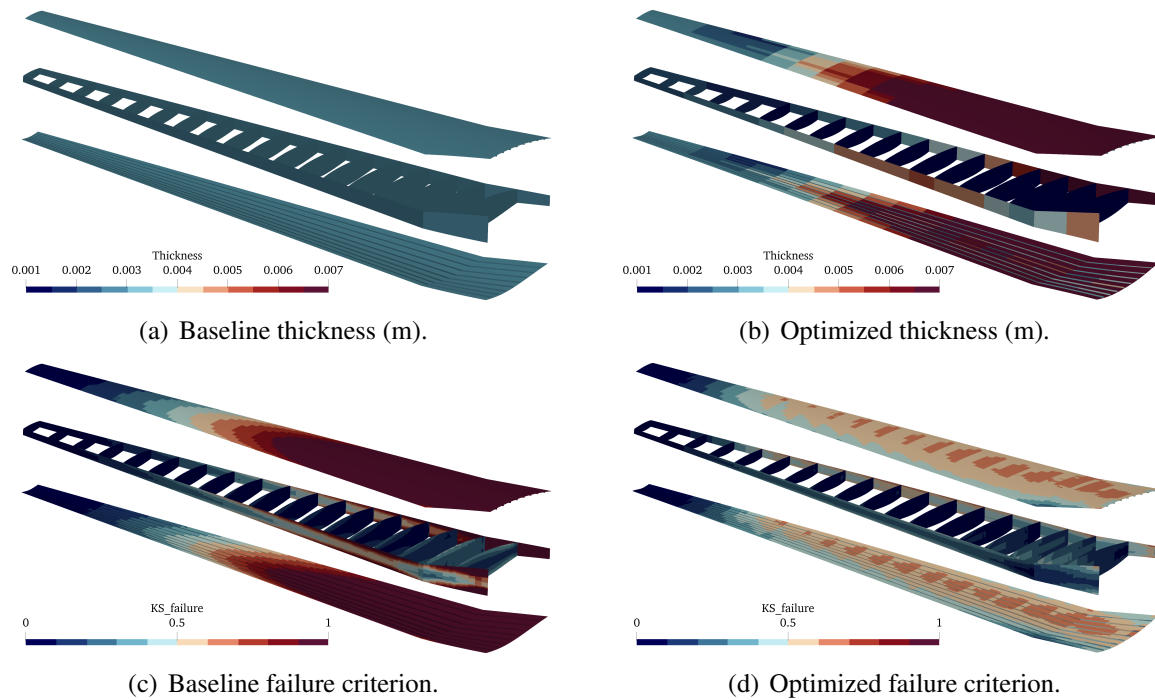 Thickness
0.001 0.002 0.003 0.004 0.005 0.006 0.007
(a) Baseline thickness (m).
Thickness
0.001 0.002 0.003 0.004 0.005 0.006 0.007
(b) Optimized thickness (m).
KS_failure
0 0.5 1
(c) Baseline failure criterion.
KS_failure
0 0.5 1
(d) Optimized failure criterion.